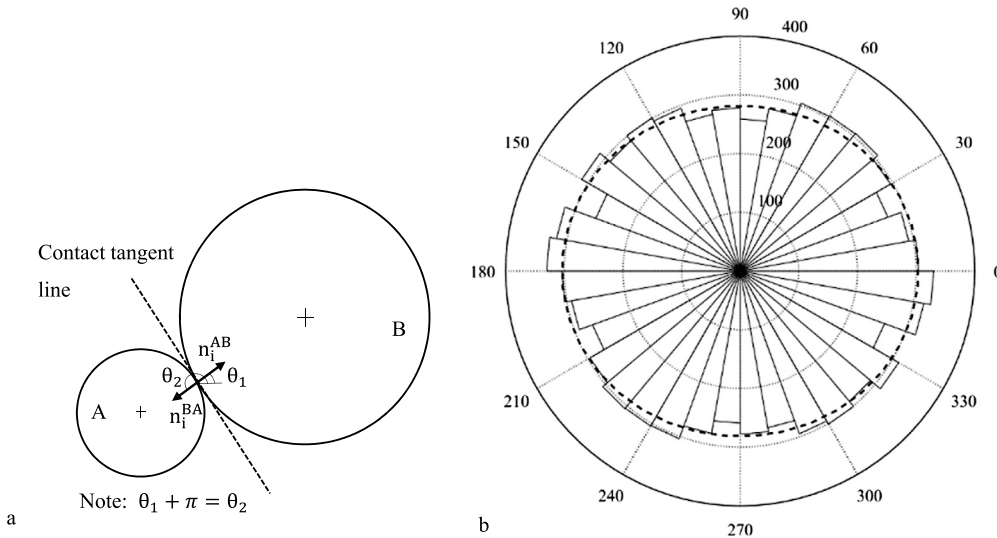 Contact tangent
line
B
n_i^{AB}
θ₂
θ₁
A
n_i^{BA}
Note: θ₁ + π = θ₂
a
90
400
120
60
300
150
30
200
100
180
0
210
330
240
300
270
b